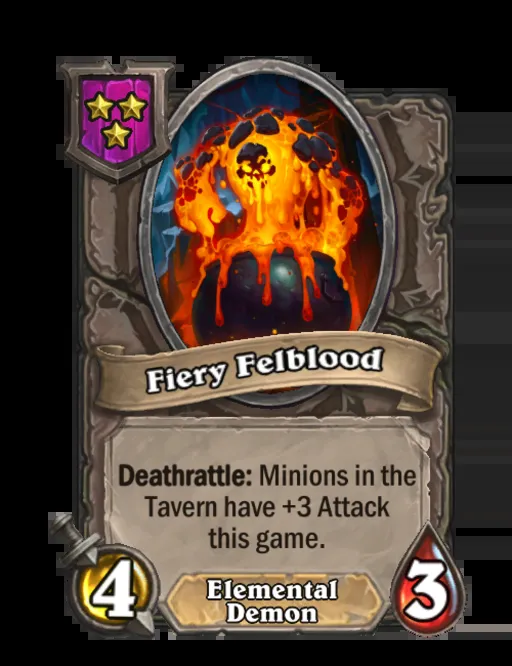 Fiery Felblood
Deathrattle: Minions in the
Tavern have +3 Attack
this game.
4
Elemental
Demon
3